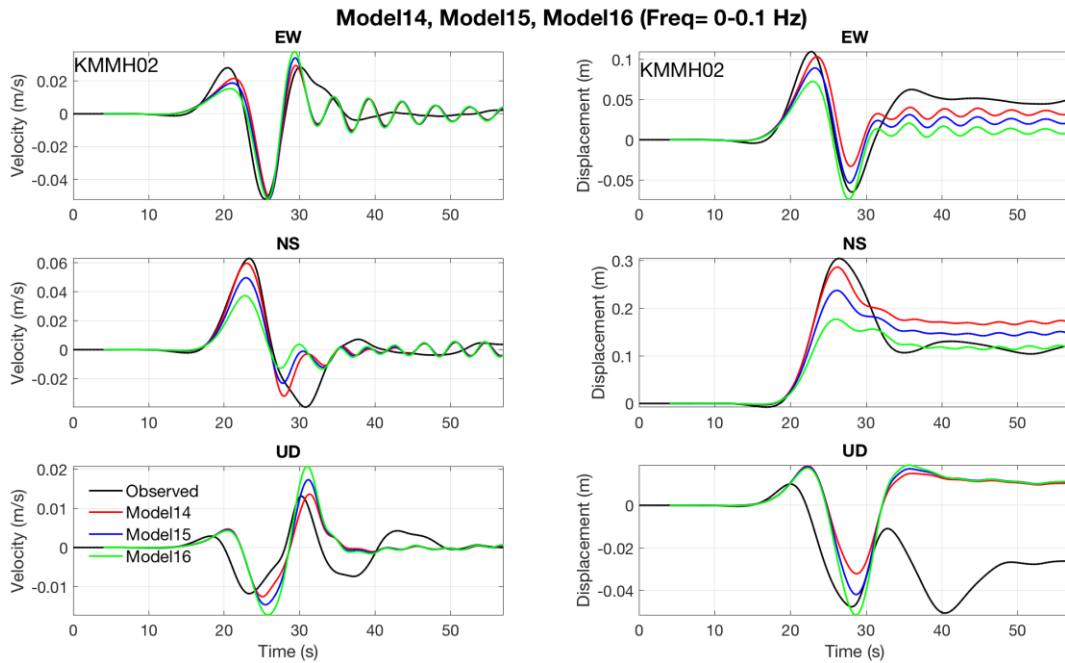 Model14, Model15, Model16 (Freq= 0-0.1 Hz)
EW
KMMH02
Velocity (m/s)
0.02
0
-0.02
-0.04
0 10 20 30 40 50
EW
KMMH02
Displacement (m)
0.1
0.05
0
-0.05
0 10 20 30 40 50
NS
Velocity (m/s)
0.06
0.04
0.02
0
-0.02
0 10 20 30 40 50
NS
Displacement (m)
0.3
0.2
0.1
0
0 10 20 30 40 50
UD
Velocity (m/s)
0.02
0.01
0
-0.01
Observed
Model14
Model15
Model16
0 10 20 30 40 50
Time (s)
UD
Displacement (m)
0
-0.02
-0.04
0 10 20 30 40 50
Time (s)